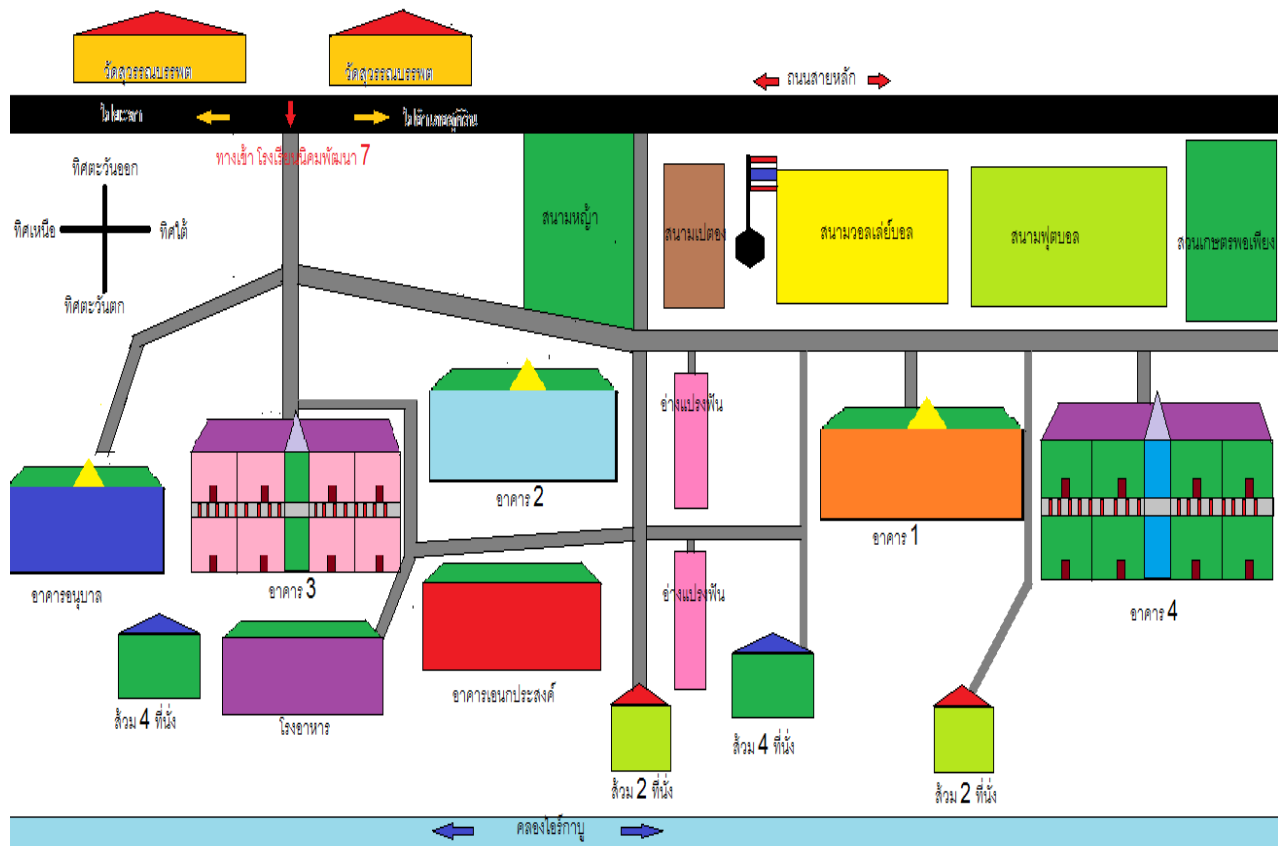 วัดสุวรรณบรรพต
วัดสุวรรณบรรพต
ถนนสายหลัก
ทางเข้า โรงเรียนนิคมพัฒนา 7
ทิศตะวันออก
ทิศเหนือ
ทิศใต้
ทิศตะวันตก
สนามหญ้า
สนามเปตอง
สนามวอลเล่ย์บอล
สนามฟุตบอล
สวนเกษตรพอเพียง
อ่างแปรงฟัน
อาคาร 2
อาคาร 1
อาคาร 3
อาคารอนุบาล
อ่างแปรงฟัน
อาคาร 4
ส้วม 4 ที่นั่ง
โรงอาหาร
อาคารเอนกประสงค์
ส้วม 4 ที่นั่ง
ส้วม 2 ที่นั่ง
ส้วม 2 ที่นั่ง
คลองไอร์กาบู